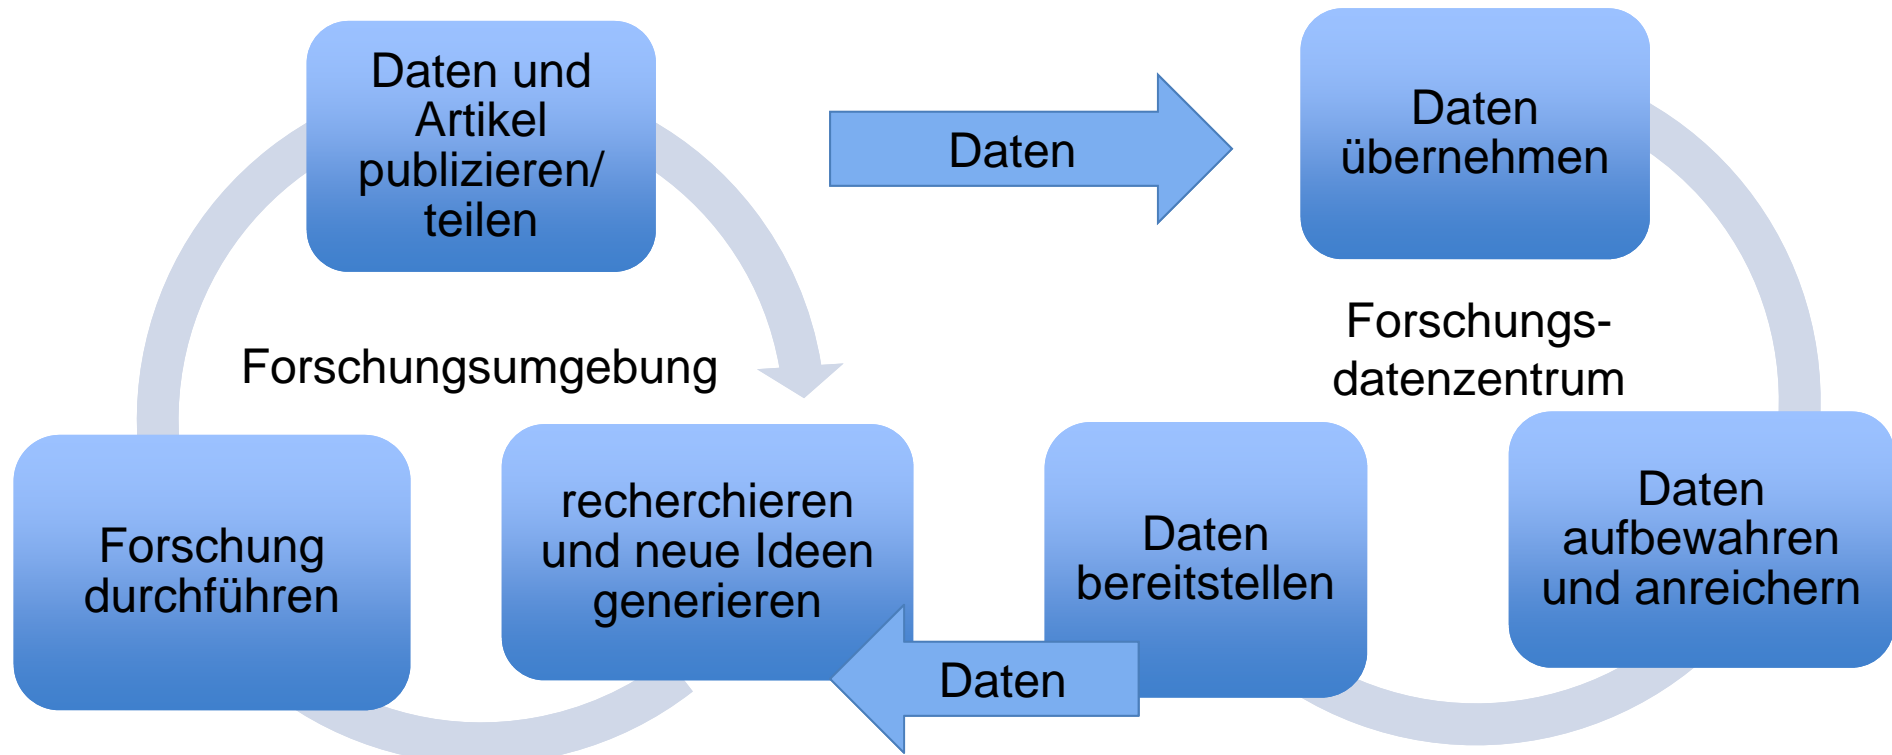 Daten und
Artikel
publizieren/
teilen
Daten
Daten
übernehmen
Forschungsumgebung
Forschungs-
datenzentrum
Forschung
durchführen
recherchieren
und neue Ideen
generieren
Daten
bereitstellen
Daten
aufbewahren
und anreichern
Daten